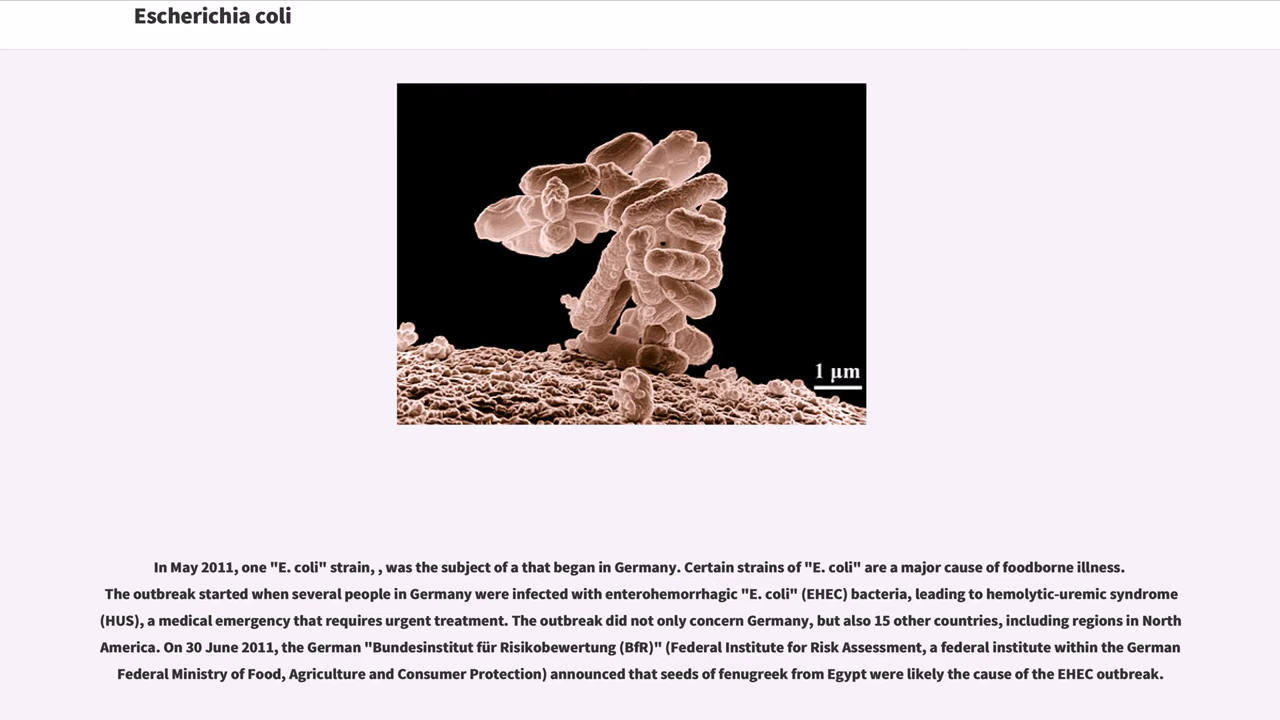 Escherichia coli
1 μm
In May 2011, one "E. coli" strain, , was the subject of a that began in Germany. Certain strains of "E. coli" are a major cause of foodborne illness.
The outbreak started when several people in Germany were infected with enterohemorrhagic "E. coli" (EHEC) bacteria, leading to hemolytic-uremic syndrome
(HUS), a medical emergency that requires urgent treatment. The outbreak did not only concern Germany, but also 15 other countries, including regions in North
America. On 30 June 2011, the German "Bundesinstitut für Risikobewertung (BfR)" (Federal Institute for Risk Assessment, a federal institute within the German
Federal Ministry of Food, Agriculture and Consumer Protection) announced that seeds of fenugreek from Egypt were likely the cause of the EHEC outbreak.